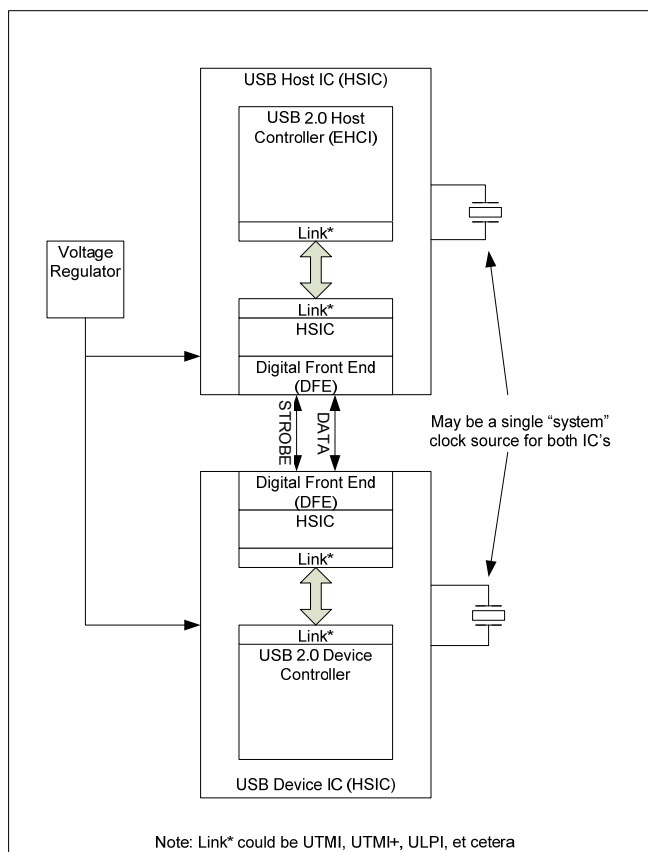 USB Host IC (HSIC)
USB 2.0 Host
Controller (EHCI)
Link*
Voltage
Regulator
Link*
HSIC
Digital Front End
(DFE)
STROBE
DATA
May be a single “system”
clock source for both IC’s
Digital Front End
(DFE)
HSIC
Link*
Link*
USB 2.0 Device
Controller
USB Device IC (HSIC)
Note: Link* could be UTMI, UTMI+, ULPI, et cetera